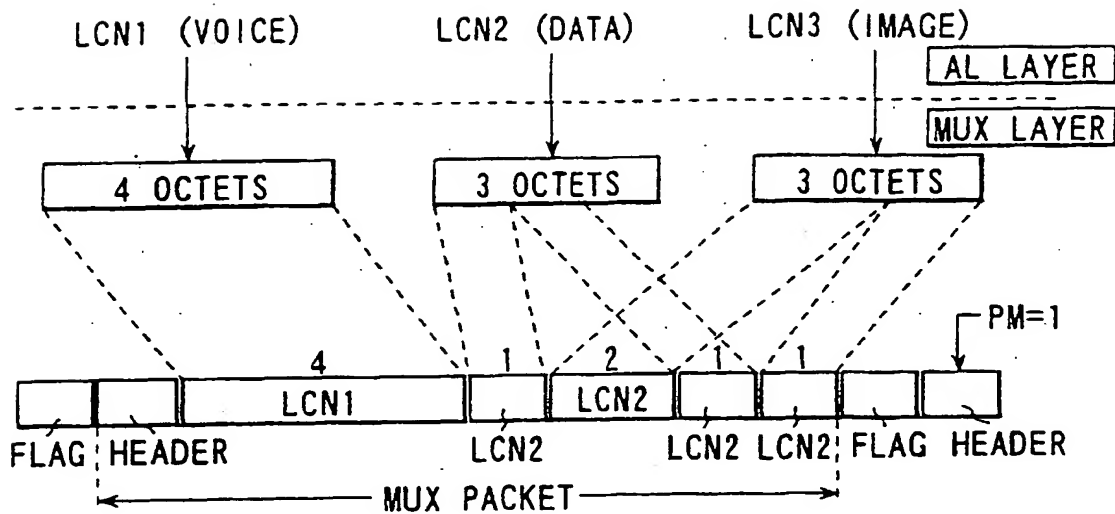 LCN1 (VOICE) LCN2 (DATA) LCN3 (IMAGE)
AL LAYER
MUX LAYER
4 OCTETS 3 OCTETS 3 OCTETS
PM=1
4 1 2 1 1
LCN1 LCN2
FLAG HEADER LCN2 LCN2 LCN2 FLAG HEADER
MUX PACKET